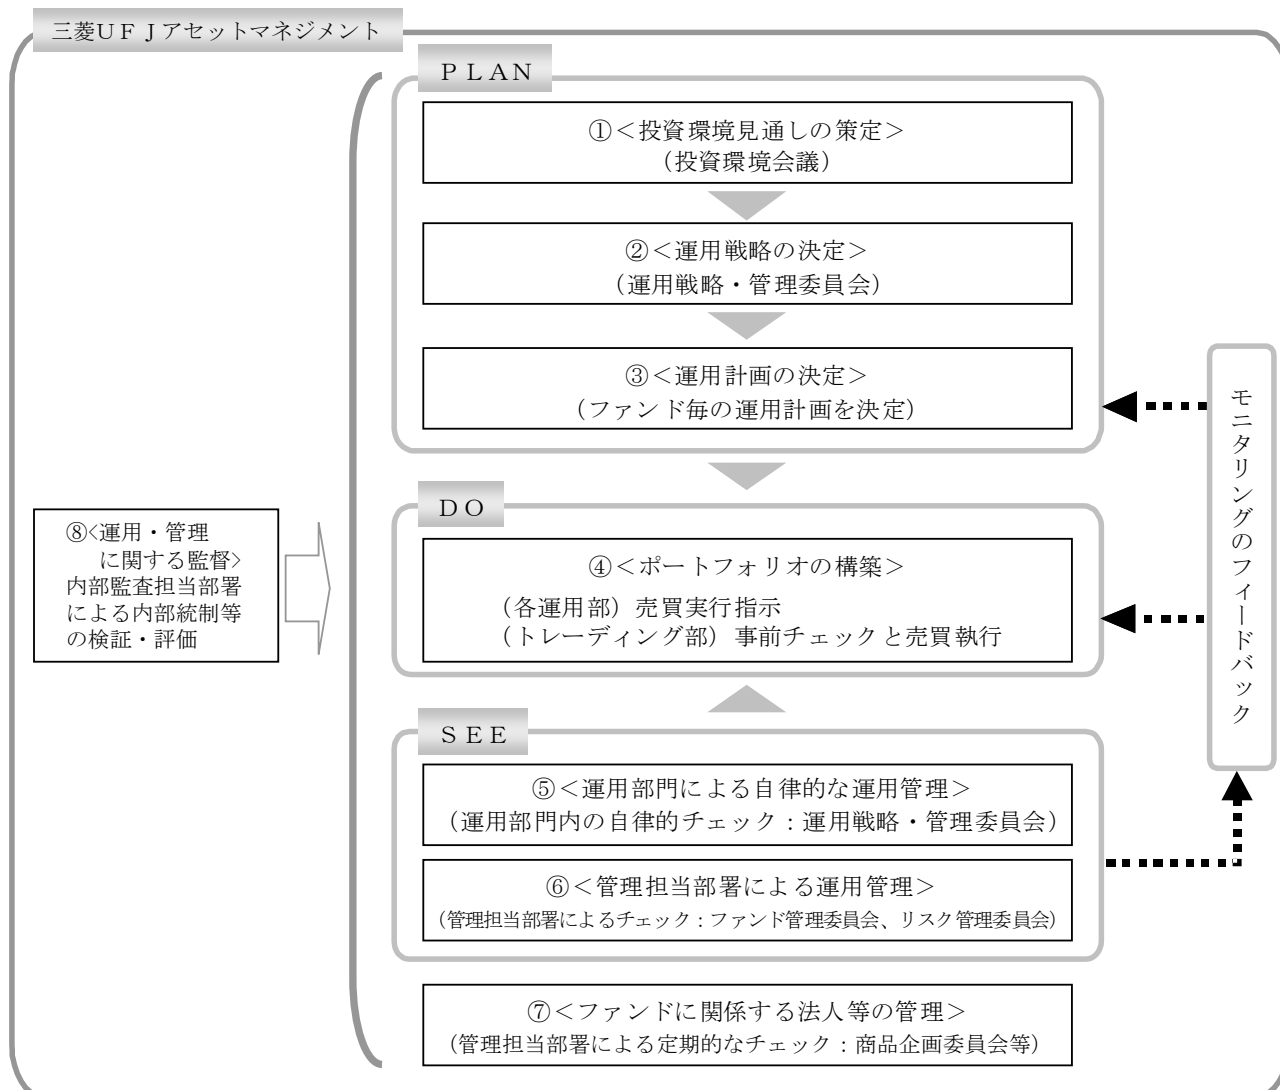 三菱ＵＦＪアセットマネジメント
ＰＬＡＮ
①＜投資環境見通しの策定＞
（投資環境会議）
②＜運用戦略の決定＞
（運用戦略・管理委員会）
③＜運用計画の決定＞
（ファンド毎の運用計画を決定）
ＤＯ
④＜ポートフォリオの構築＞
（各運用部）売買実行指示
（トレーディング部）事前チェックと売買執行
ＳＥＥ
⑤＜運用部門による自律的な運用管理＞
（運用部門内の自律的チェック：運用戦略・管理委員会）
⑥＜管理担当部署による運用管理＞
（管理担当部署によるチェック：ファンド管理委員会、リスク管理委員会）
⑦＜ファンドに関係する法人等の管理＞
（管理担当部署による定期的なチェック：商品企画委員会等）
⑧<運用・管理
に関する監督>
内部監査担当部署
による内部統制等
の検証・評価
モニタリングのフィードバック